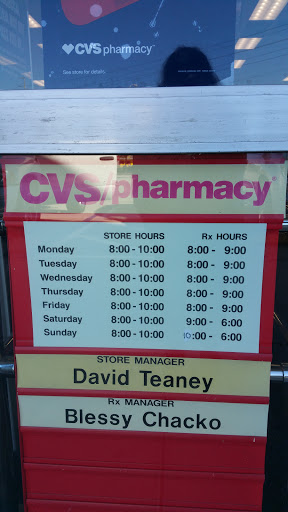 CVS pharmacy
See store for details.
CVS/pharmacy
STORE HOURS Rx HOURS
Monday 8:00 - 10:00 8:00 - 9:00
Tuesday 8:00 - 10:00 8:00 - 9:00
Wednesday 8:00 - 10:00 8:00 - 9:00
Thursday 8:00 - 10:00 8:00 - 9:00
Friday 8:00 - 10:00 8:00 - 9:00
Saturday 8:00 - 10:00 9:00 - 6:00
Sunday 8:00 - 10:00 10:00 - 6:00
STORE MANAGER
David Teaney
Rx MANAGER
Blessy Chacko